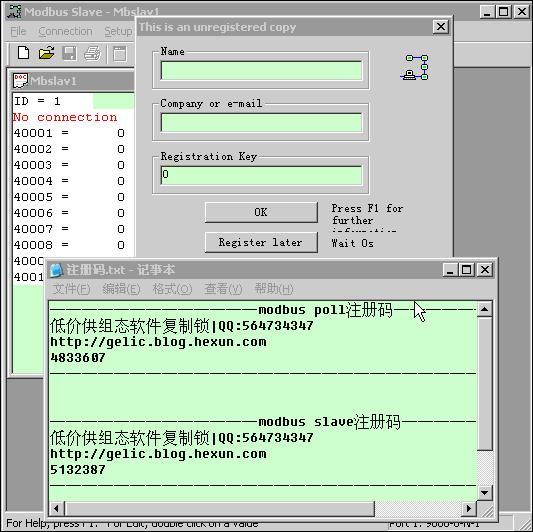 Modbus Slave - Mbslav1
File Connection Setup
This is an unregistered copy
Name
Company or e-mail
Registration Key
0
OK
Press F1 for
further
information
Register later
Wait 0s
Mbslav1
ID = 1
No connection
40001 = 0
40002 = 0
40003 = 0
40004 = 0
40005 = 0
40006 = 0
40007 = 0
40008 = 0
4000
4001
注册码.txt - 记事本
文件(F) 编辑(E) 格式(O) 查看(V) 帮助(H)
————————————————modbus poll注册码——————
低价供组态软件复制锁|QQ:564734347
http://gelic.blog.hexun.com
4833607
————————————————————————————————
————————————————modbus slave注册码—————
低价供组态软件复制锁|QQ:564734347
http://gelic.blog.hexun.com
5132387
————————————————————————————————
For Help, press F1. For Edit, double click on a value
Port 1: 9600-8-N-1